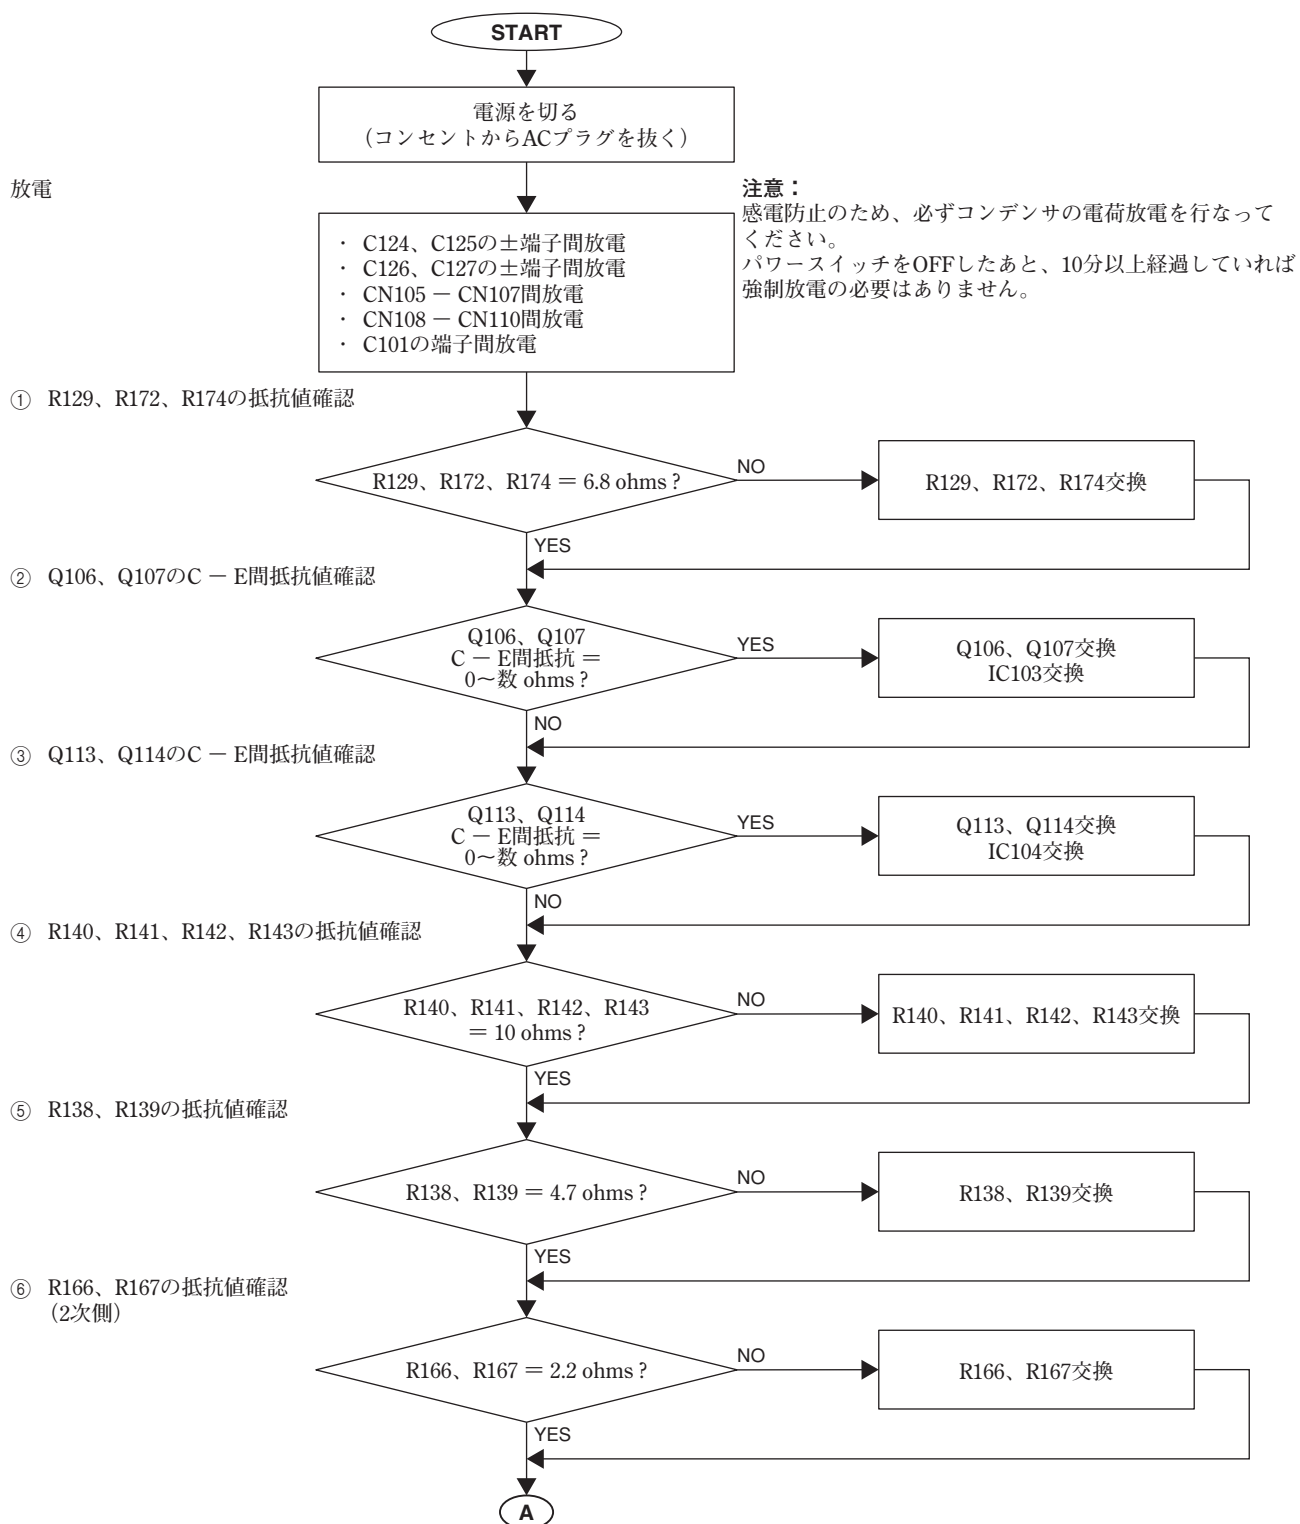 START
電源を切る
（コンセントからACプラグを抜く）
放電
・ C124、C125の±端子間放電
・ C126、C127の±端子間放電
・ CN105 － CN107間放電
・ CN108 － CN110間放電
・ C101の端子間放電
注意：
感電防止のため、必ずコンデンサの電荷放電を行なって
ください。
パワースイッチをOFFしたあと、10分以上経過していれば
強制放電の必要はありません。
① R129、R172、R174の抵抗値確認
R129、R172、R174 ＝ 6.8 ohms ?
NO
R129、R172、R174交換
YES
② Q106、Q107のC － E間抵抗値確認
Q106、Q107
C － E間抵抗 ＝
0～数 ohms ?
YES
Q106、Q107交換
IC103交換
NO
③ Q113、Q114のC － E間抵抗値確認
Q113、Q114
C － E間抵抗 ＝
0～数 ohms ?
YES
Q113、Q114交換
IC104交換
NO
④ R140、R141、R142、R143の抵抗値確認
R140、R141、R142、R143
＝ 10 ohms ?
NO
R140、R141、R142、R143交換
YES
⑤ R138、R139の抵抗値確認
R138、R139 ＝ 4.7 ohms ?
NO
R138、R139交換
YES
⑥ R166、R167の抵抗値確認
（2次側）
R166、R167 ＝ 2.2 ohms ?
NO
R166、R167交換
YES
A